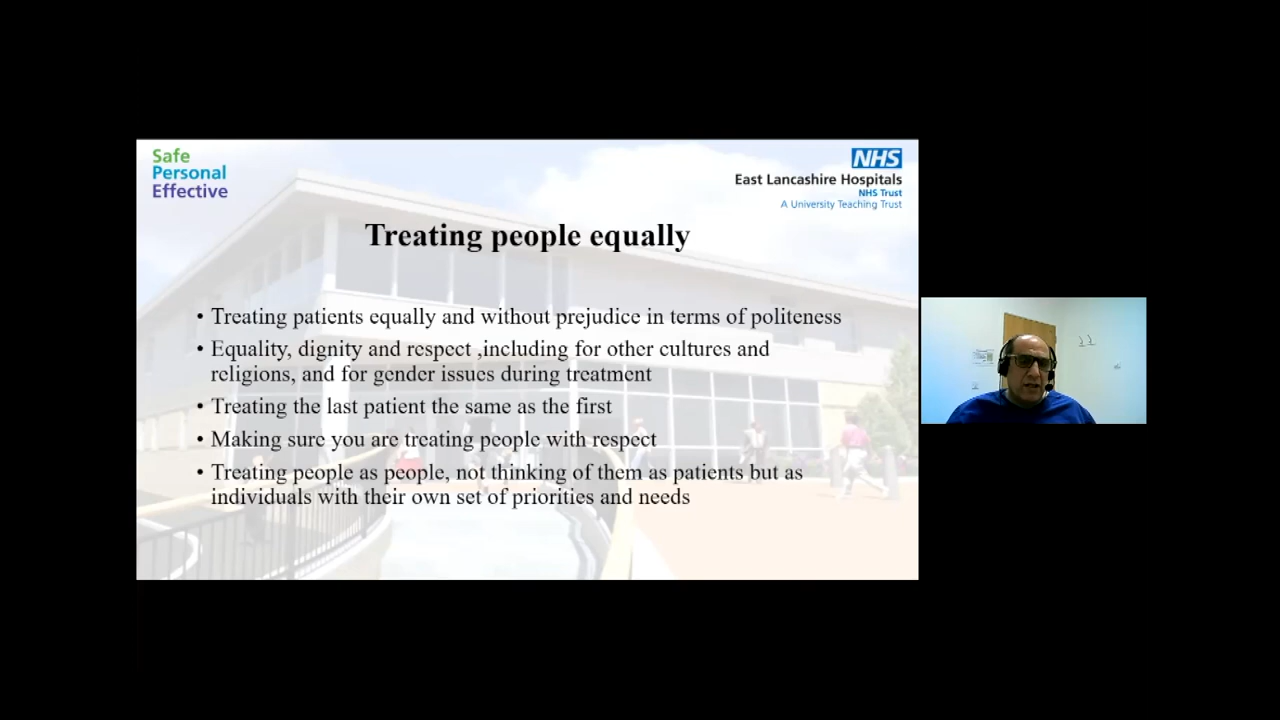 Safe
Personal
Effective
NHS
East Lancashire Hospitals
NHS Trust
A University Teaching Trust
Treating people equally
• Treating patients equally and without prejudice in terms of politeness
• Equality, dignity and respect ,including for other cultures and
religions, and for gender issues during treatment
• Treating the last patient the same as the first
• Making sure you are treating people with respect
• Treating people as people, not thinking of them as patients but as
individuals with their own set of priorities and needs